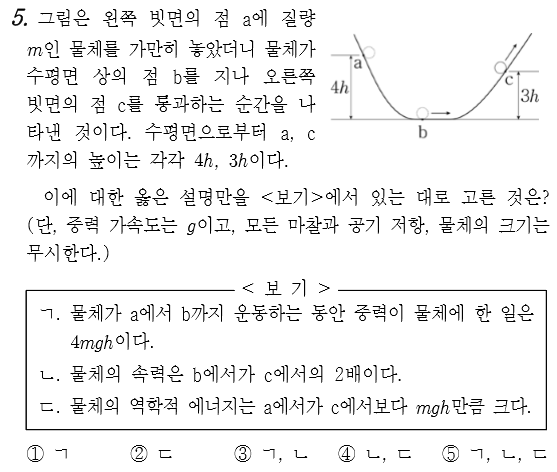 5. 그림은 왼쪽 빗면의 점 a에 질량
m인 물체를 가만히 놓았더니 물체가
수평면 상의 점 b를 지나 오른쪽
빗면의 점 c를 통과하는 순간을 나
타낸 것이다. 수평면으로부터 a, c
까지의 높이는 각각 4h, 3h이다.
a
4h
b
c
3h
이에 대한 옳은 설명만을 <보기>에서 있는 대로 고른 것은?
(단, 중력 가속도는 g이고, 모든 마찰과 공기 저항, 물체의 크기는
무시한다.)
< 보 기 >
ㄱ. 물체가 a에서 b까지 운동하는 동안 중력이 물체에 한 일은
4mgh이다.
ㄴ. 물체의 속력은 b에서가 c에서의 2배이다.
ㄷ. 물체의 역학적 에너지는 a에서가 c에서보다 mgh만큼 크다.
① ㄱ ② ㄷ ③ ㄱ, ㄴ ④ ㄴ, ㄷ ⑤ ㄱ, ㄴ, ㄷ